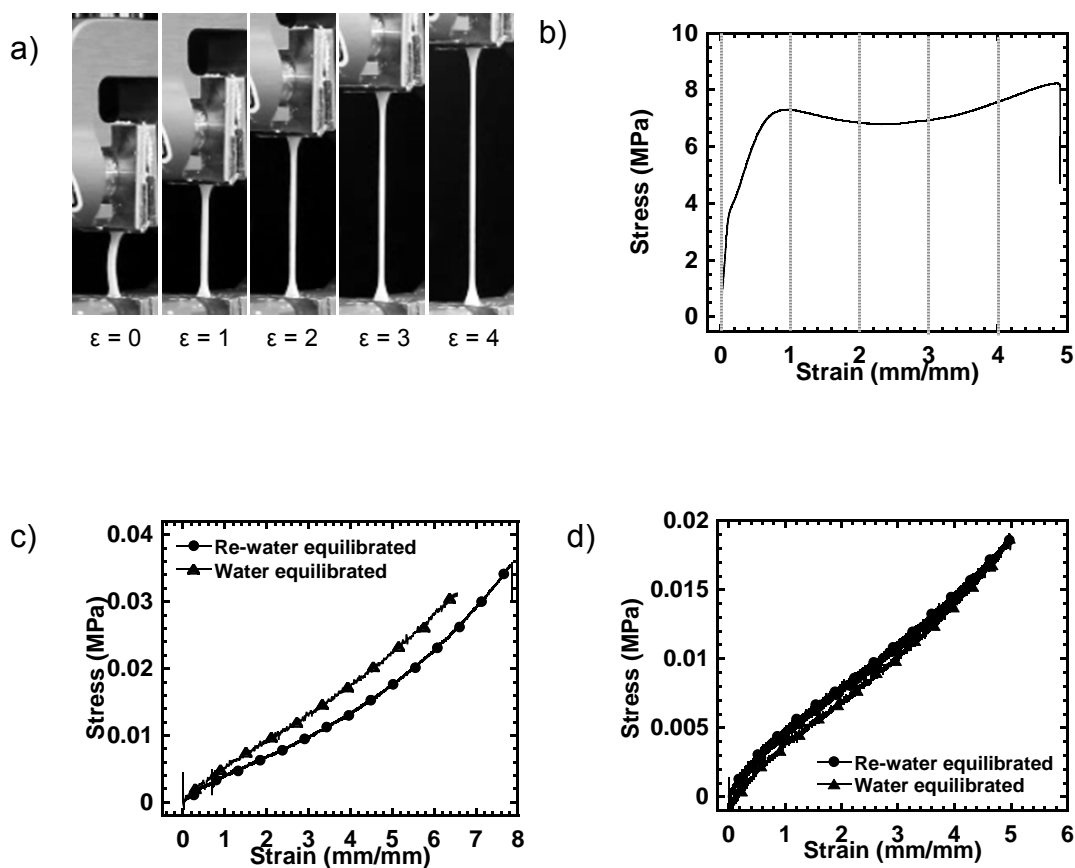 a)
ε = 0
ε = 1
ε = 2
ε = 3
ε = 4
b)
Stress (MPa)
10
8
6
4
2
0
0 1 2 3 4 5
Strain (mm/mm)
c)
Stress (MPa)
0.04
0.03
0.02
0.01
0
Re-water equilibrated
Water equilibrated
0 1 2 3 4 5 6 7 8
Strain (mm/mm)
d)
Stress (MPa)
0.02
0.015
0.01
0.005
0
Re-water equilibrated
Water equilibrated
0 1 2 3 4 5 6
Strain (mm/mm)